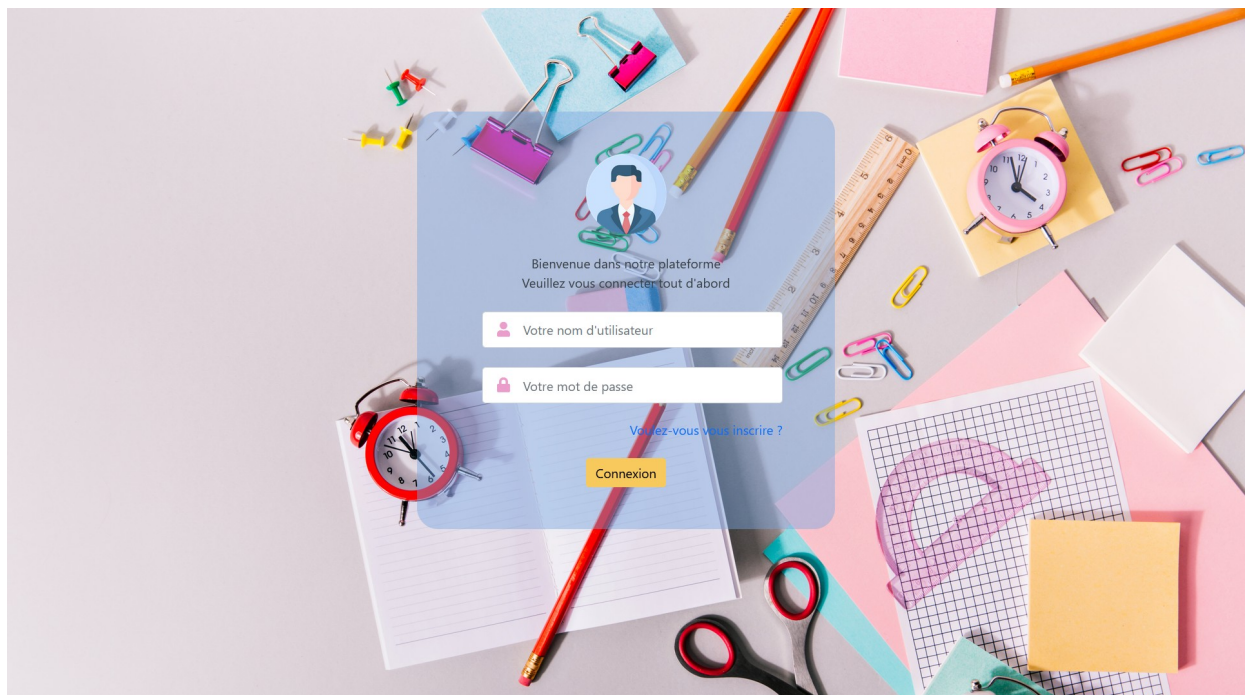 Bienvenue dans notre plateforme
Veuillez vous connecter tout d'abord
Votre nom d'utilisateur
Votre mot de passe
Voulez-vous vous inscrire ?
Connexion